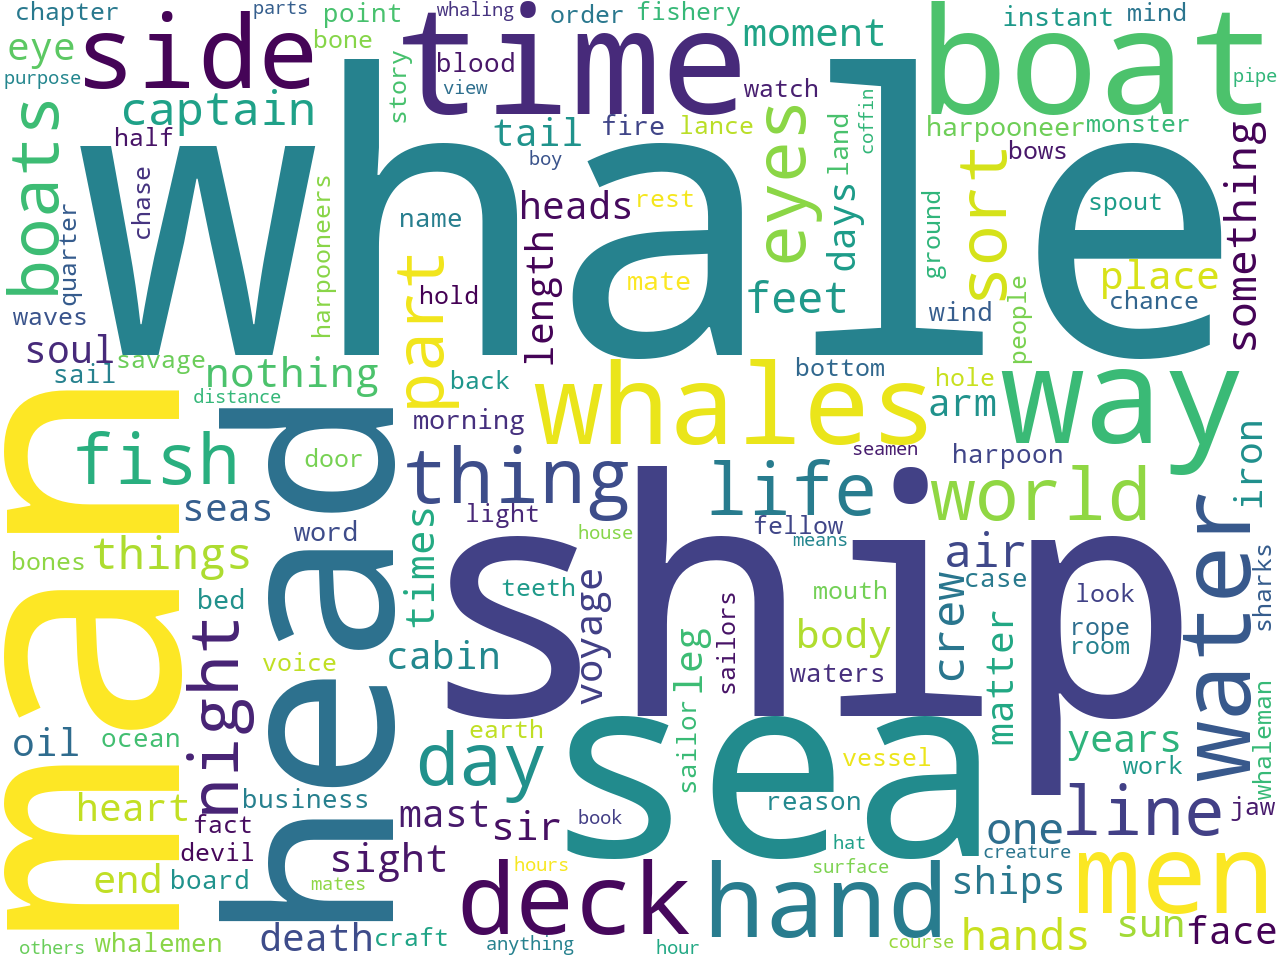 chapter
parts
whaling
order
fishery
instant
mind
point
side
time
boat
eye
bone
moment
purpose
blood
view
watch
pipe
captain
story
boats
half
tail
fire
lance
eyes
land
coffin
harpooneer
monster
whale
chase
boy
days
sort
bows
something
quarter
harpooneers
name
heads
rest
ground
spout
waves
part
hold
length
mate
feet
wind
place
chance
people
soul
savage
nothing
sail
distance
back
whales
bottom
hole
arm
way
man
head
morning
fish
door
thing
life
seamen
harpoon
world
iron
seas
word
times
light
house
fellow
means
ship
air
water
bones
things
teeth
voyage
mouth
crew
case
look
sharks
bed
night
voice
cabin
sailors
leg
body
waters
matter
rope
room
oil
ocean
earth
day
sea
sailor
vessel
years
work
whaleman
heart
business
mast
sir
book
reason
one
line
jaw
fact
devil
sight
hat
creature
end
board
mates
hours
deck
hand
surface
ships
men
others
whalemen
death
craft
anything
hour
course
hands
sun
face